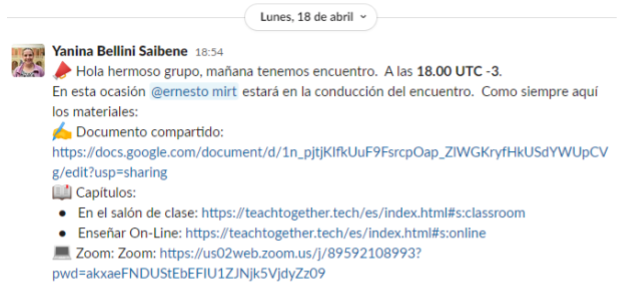 Lunes, 18 de abril
Yanina Bellini Saibene 18:54
Hola hermoso grupo, mañana tenemos encuentro. A las 18.00 UTC -3.
En esta ocasión @ernesto mirt estará en la conducción del encuentro. Como siempre aquí
los materiales:
Documento compartido:
https://docs.google.com/document/d/1n_pjtjKIfkUuF9FsrcpOap_ZlWGKryfHkUSdYWUpCV
g/edit?usp=sharing
Capítulos:
• En el salón de clase: https://teachtogether.tech/es/index.html#s:classroom
• Enseñar On-Line: https://teachtogether.tech/es/index.html#s:online
Zoom: Zoom: https://us02web.zoom.us/j/89592108993?
pwd=akxaeFNDUStEbEFIU1ZJNjk5VjdyZz09